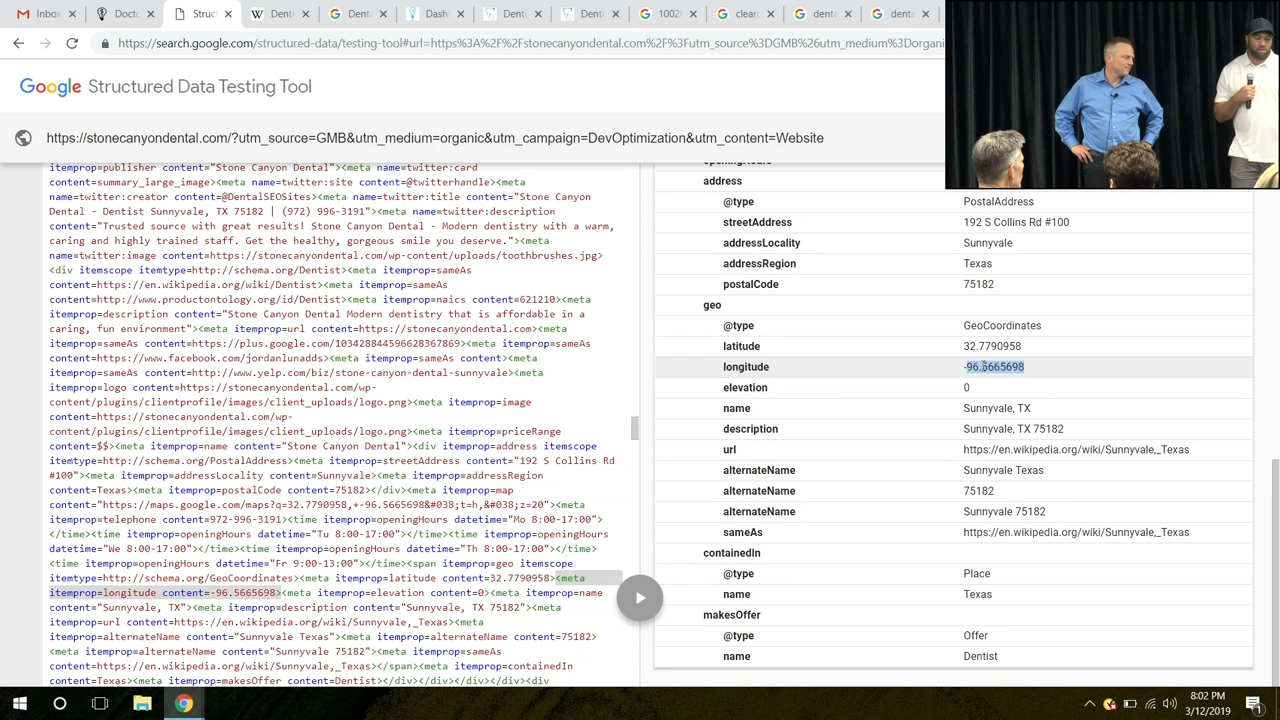 Inbox
Doctc
Struc
Denti
Denta
Dash
Denti
Denti
1002
clear
denta
denta
https://search.google.com/structured-data/testing-tool#url=https%3A%2F%2Fstonecanyondental.com%2F%3Futm_source%3DGMB%26utm_medium%3Dorgani
Google Structured Data Testing Tool
https://stonecanyondental.com/?utm_source=GMB&utm_medium=organic&utm_campaign=DevOptimization&utm_content=Website
itemprop=publisher content="Stone Canyon Dental"><meta name=twitter:card
content=summary_large_image><meta name=twitter:site content=@twitterhandle><meta
name=twitter:creator content=@DentalSEOSites><meta name=twitter:title content="Stone
Canyon Dental - Dentist Sunnyvale, TX 75182 | (972) 996-3191"><meta name=twitter:description
content="Trusted source with great results! Stone Canyon Dental - Modern dentistry with a warm,
caring and highly trained staff. Get the healthy, gorgeous smile you deserve."><meta
name=twitter:image content=https://stonecanyondental.com/wp-content/uploads/toothbrushes.jpg>
<div itemscope itemtype=http://schema.org/Dentist><meta itemprop=sameAs
content=https://en.wikipedia.org/wiki/Dentist><meta itemprop=sameAs
content=http://www.productontology.org/id/Dentist><meta itemprop=naics content=621210><meta
itemprop=description content="Stone Canyon Dental Modern dentistry that is affordable in a
caring, fun environment"><meta itemprop=url content=https://stonecanyondental.com><meta
itemprop=sameAs content=https://plus.google.com/103428844596628367869><meta itemprop=sameAs
content=https://www.facebook.com/jordanlunadds><meta itemprop=sameAs content><meta
itemprop=sameAs content=http://www.yelp.com/biz/stone-canyon-dental-sunnyvale><meta
itemprop=logo content=https://stonecanyondental.com/wp-
content/plugins/clientprofile/images/client_uploads/logo.png><meta itemprop=image
content=https://stonecanyondental.com/wp-
content/plugins/clientprofile/images/client_uploads/logo.png><meta itemprop=priceRange
content=$$><meta itemprop=name content="Stone Canyon Dental"><div itemprop=address itemscope
itemtype=http://schema.org/PostalAddress><meta itemprop=streetAddress content="192 S Collins Rd
#100"><meta itemprop=addressLocality content=Sunnyvale><meta itemprop=addressRegion
content=Texas><meta itemprop=postalCode content=75182></div><meta itemprop=map
content="https://maps.google.com/maps?q=32.7790958,+-96.5665698&#038;t=h,&#038;z=20"><meta
itemprop=telephone content=972-996-3191><time itemprop=openingHours datetime="Mo 8:00-17:00">
</time><time itemprop=openingHours datetime="Tu 8:00-17:00"></time><time itemprop=openingHours
datetime="We 8:00-17:00"></time><time itemprop=openingHours datetime="Th 8:00-17:00"></time>
<time itemprop=openingHours datetime="Fr 9:00-13:00"></time><span itemprop=geo itemscope
itemtype=http://schema.org/GeoCoordinates><meta itemprop=latitude content=32.7790958><meta
itemprop=longitude content=-96.5665698><meta itemprop=elevation content=0><meta itemprop=name
content="Sunnyvale, TX"><meta itemprop=description content="Sunnyvale, TX 75182"><meta
itemprop=url content=https://en.wikipedia.org/wiki/Sunnyvale,_Texas><meta
itemprop=alternateName content="Sunnyvale Texas"><meta itemprop=alternateName content=75182>
<meta itemprop=alternateName content="Sunnyvale 75182"><meta itemprop=sameAs
content=https://en.wikipedia.org/wiki/Sunnyvale,_Texas></span><meta itemprop=containedIn
content=Texas><meta itemprop=makesOffer content=Dentist></div></div></div></div><div
openingHours
address
@type PostalAddress
streetAddress 192 S Collins Rd #100
addressLocality Sunnyvale
addressRegion Texas
postalCode 75182
geo
@type GeoCoordinates
latitude 32.7790958
longitude -96.5665698
elevation 0
name Sunnyvale, TX
description Sunnyvale, TX 75182
url https://en.wikipedia.org/wiki/Sunnyvale,_Texas
alternateName Sunnyvale Texas
alternateName 75182
alternateName Sunnyvale 75182
sameAs https://en.wikipedia.org/wiki/Sunnyvale,_Texas
containedIn
@type Place
name Texas
makesOffer
@type Offer
name Dentist
8:02 PM
3/12/2019